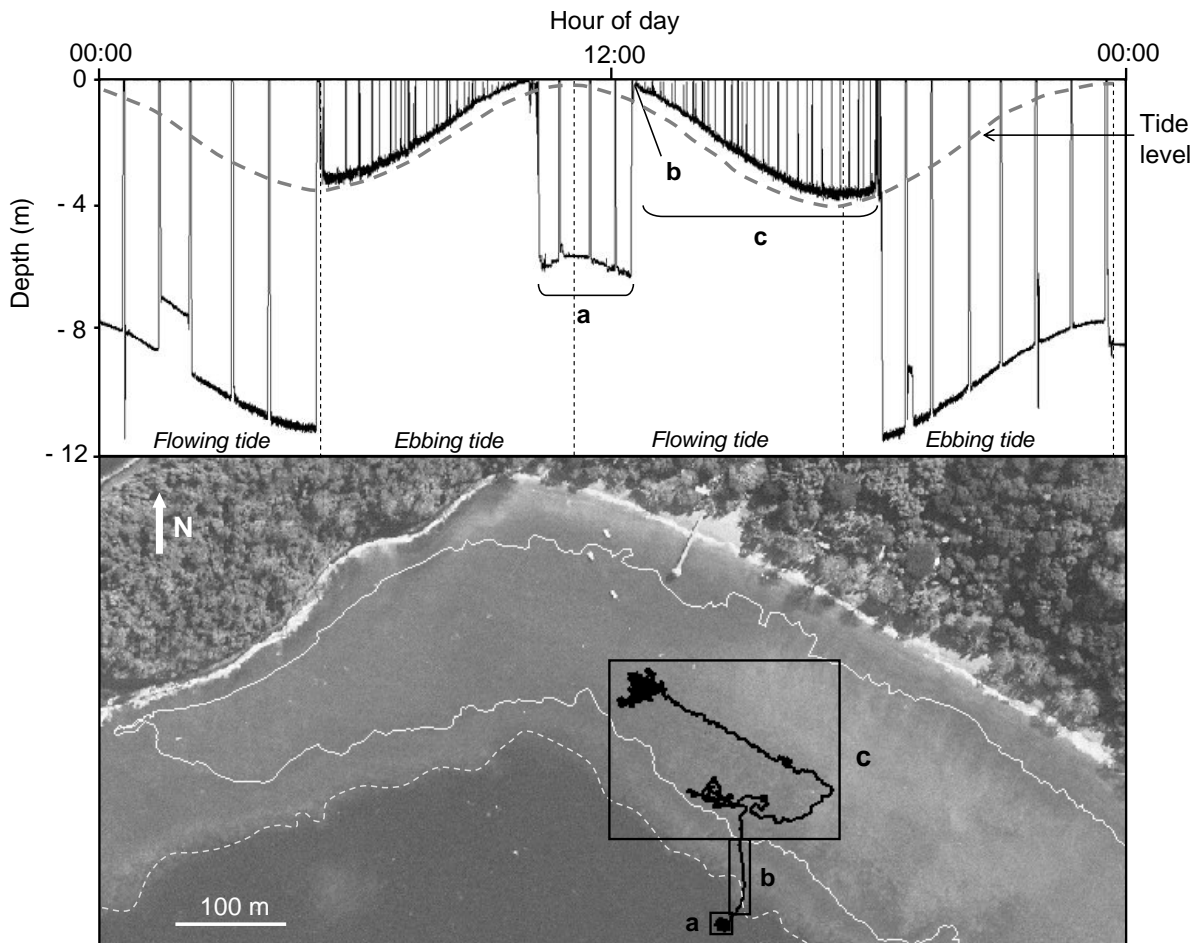 Hour of day
00:00 12:00 00:00
0
Tide
level
b
- 4
c
Depth (m)
a
- 8
Flowing tide Ebbing tide Flowing tide Ebbing tide
- 12
N
c
b
a
100 m